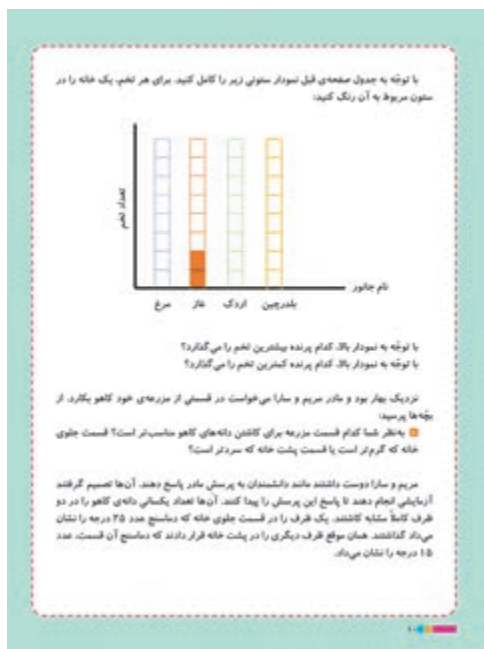 با توجّه به جدول صفحه‌ی قبل نمودار ستونی زیر را کامل کنید. برای هر تخم، یک خانه را در
ستون مربوط به آن رنگ کنید:
تعداد تخم
نام جانور
مرغ غاز اردک بلدرچین
با توجّه به نمودار بالا، کدام پرنده بیشترین تخم را می‌گذارد؟
با توجّه به نمودار بالا، کدام پرنده کمترین تخم را می‌گذارد؟
نزدیک بهار بود و مادر مریم و سارا می‌خواست در قسمتی از مزرعه‌ی خود کاهو بکارد. از
بچّه‌ها پرسید:
به‌نظر شما کدام قسمت مزرعه برای کاشتن دانه‌های کاهو مناسب‌تر است؟ قسمت جلوی
خانه که گرم‌تر است یا قسمت پشت خانه که سردتر است؟
مریم و سارا دوست داشتند مانند دانشمندان به پرسش مادر پاسخ دهند. آن‌ها تصمیم گرفتند
آزمایشی انجام دهند تا پاسخ این پرسش را پیدا کنند. آن‌ها تعداد یکسانی دانه‌ی کاهو را در دو
ظرف کاملاً مشابه کاشتند. یک ظرف را در قسمت جلوی خانه که دماسنج عدد ۲۵ درجه را نشان
می‌داد گذاشتند. همان موقع ظرف دیگری را در پشت خانه قرار دادند که دماسنج آن قسمت، عدد
۱۵ درجه را نشان می‌داد.